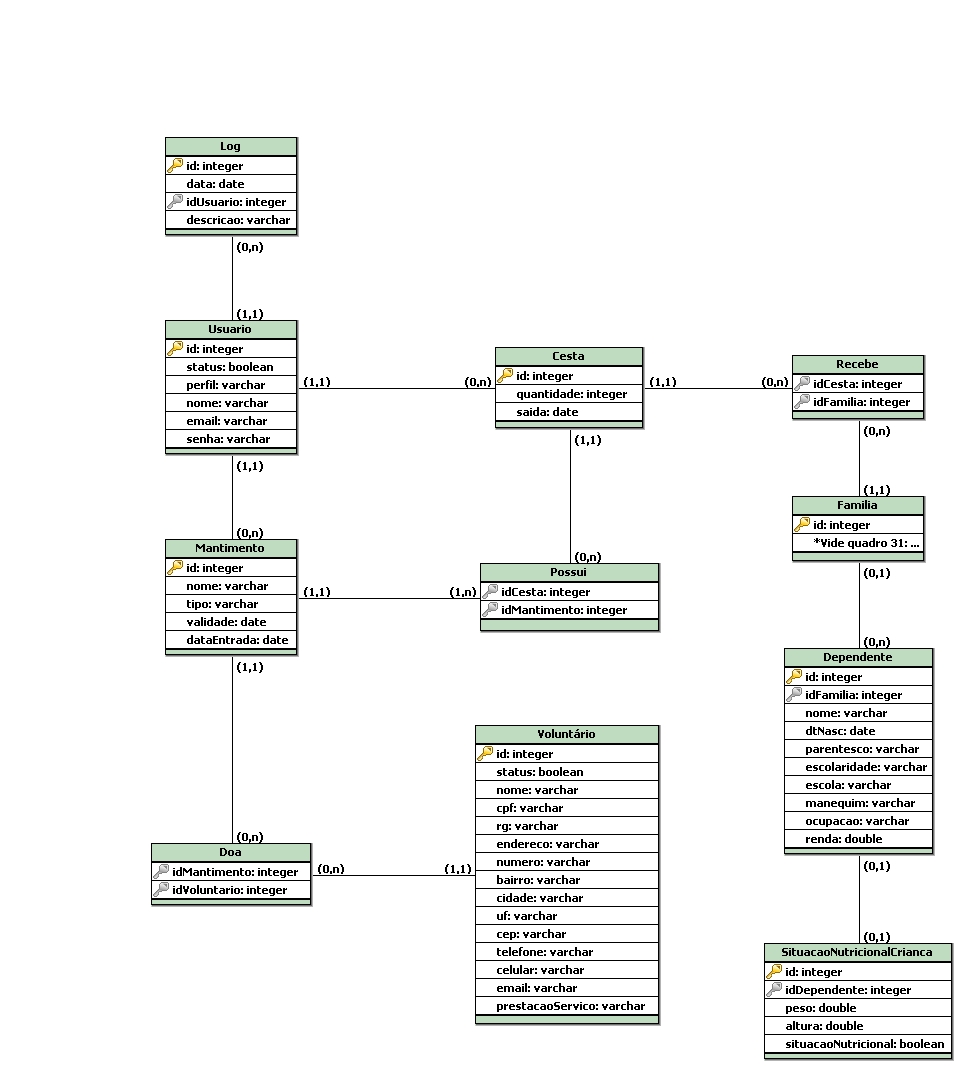 Log
id: integer
data: date
idUsuario: integer
descricao: varchar
(0,n)
(1,1)
Usuario
id: integer
status: boolean
perfil: varchar
nome: varchar
email: varchar
senha: varchar
(1,1)
(0,n)
Cesta
id: integer
quantidade: integer
saida: date
(1,1)
(0,n)
Recebe
idCesta: integer
idFamilia: integer
(0,n)
(1,1)
Familia
id: integer
*Vide quadro 31: ...
(0,1)
(0,n)
(1,1)
(0,n)
(1,1)
(0,n)
Mantimento
id: integer
nome: varchar
tipo: varchar
validade: date
dataEntrada: date
(1,1)
(1,n)
Possui
idCesta: integer
idMantimento: integer
Dependente
id: integer
idFamilia: integer
nome: varchar
dtNasc: date
parentesco: varchar
escolaridade: varchar
escola: varchar
manequim: varchar
ocupacao: varchar
renda: double
(0,1)
(0,1)
(1,1)
(0,n)
Doa
idMantimento: integer
idVoluntario: integer
(0,n)
(1,1)
Voluntário
id: integer
status: boolean
nome: varchar
cpf: varchar
rg: varchar
endereco: varchar
numero: varchar
bairro: varchar
cidade: varchar
uf: varchar
cep: varchar
telefone: varchar
celular: varchar
email: varchar
prestacaoServico: varchar
SituacaoNutricionalCrianca
id: integer
idDependente: integer
peso: double
altura: double
situacaoNutricional: boolean